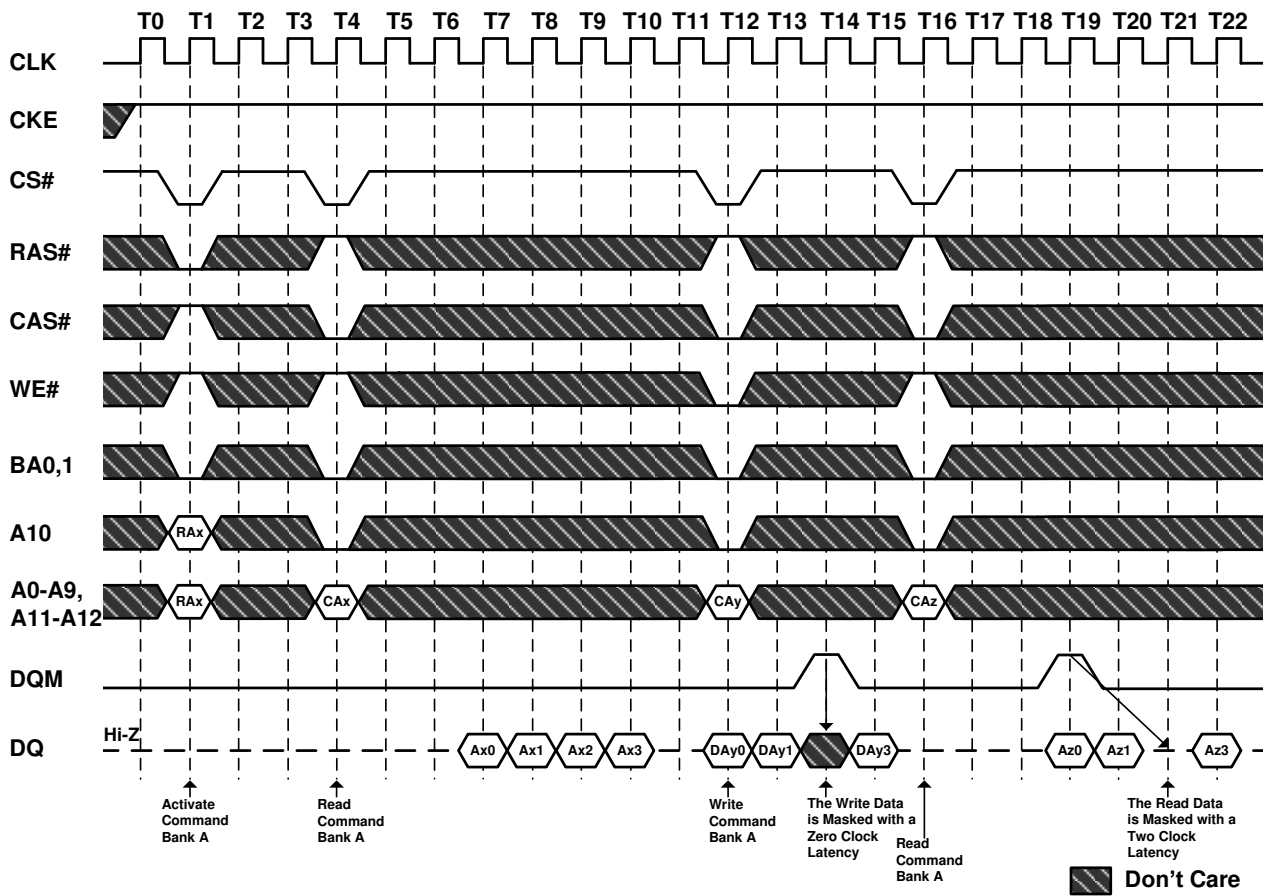 T0 T1 T2 T3 T4 T5 T6 T7 T8 T9 T10 T11 T12 T13 T14 T15 T16 T17 T18 T19 T20 T21 T22
CLK
CKE
CS#
RAS#
CAS#
WE#
BA0,1
A10
RAx
A0-A9,
A11-A12
RAx CAx CAy CAz
DQM
DQ
Hi-Z
Ax0 Ax1 Ax2 Ax3 DAy0 DAy1 DAy3 Az0 Az1 Az3
Activate
Command
Bank A
Read
Command
Bank A
Write
Command
Bank A
The Write Data
is Masked with a
Zero Clock
Latency
Read
Command
Bank A
The Read Data
is Masked with a
Two Clock
Latency
Don't Care